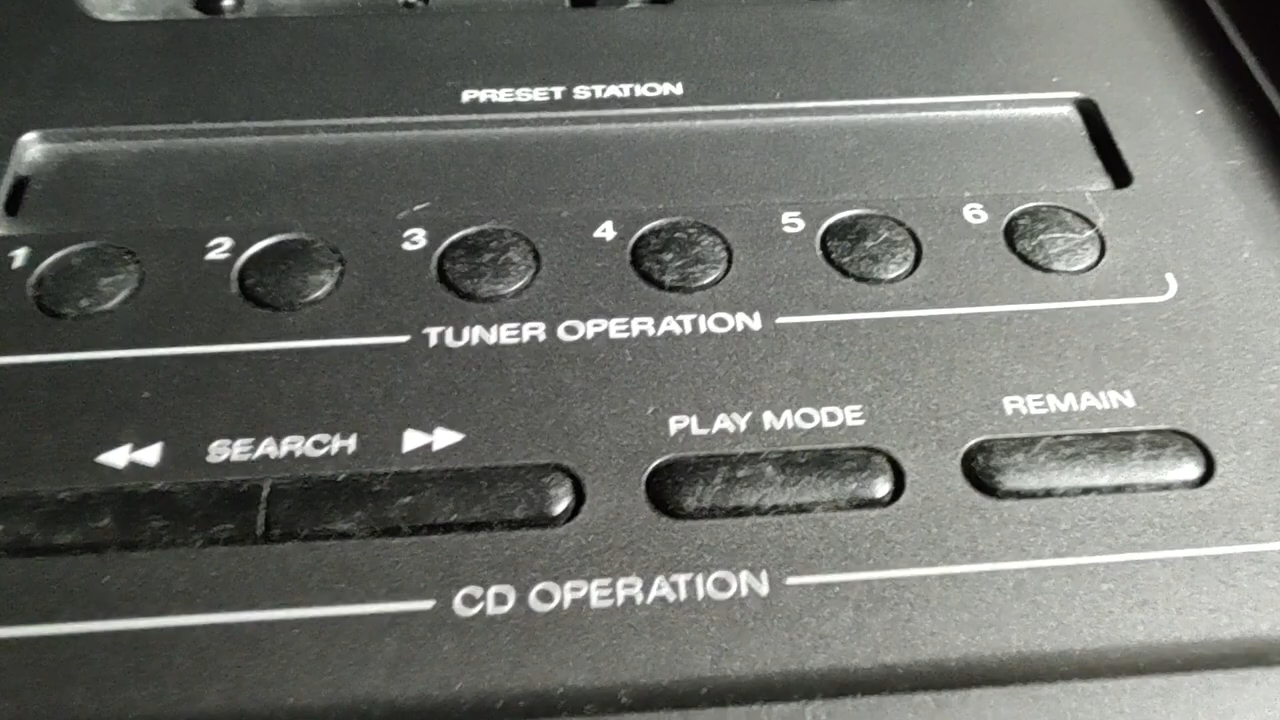 PRESET STATION
1 2 3 4 5 6
TUNER OPERATION
SEARCH PLAY MODE REMAIN
CD OPERATION